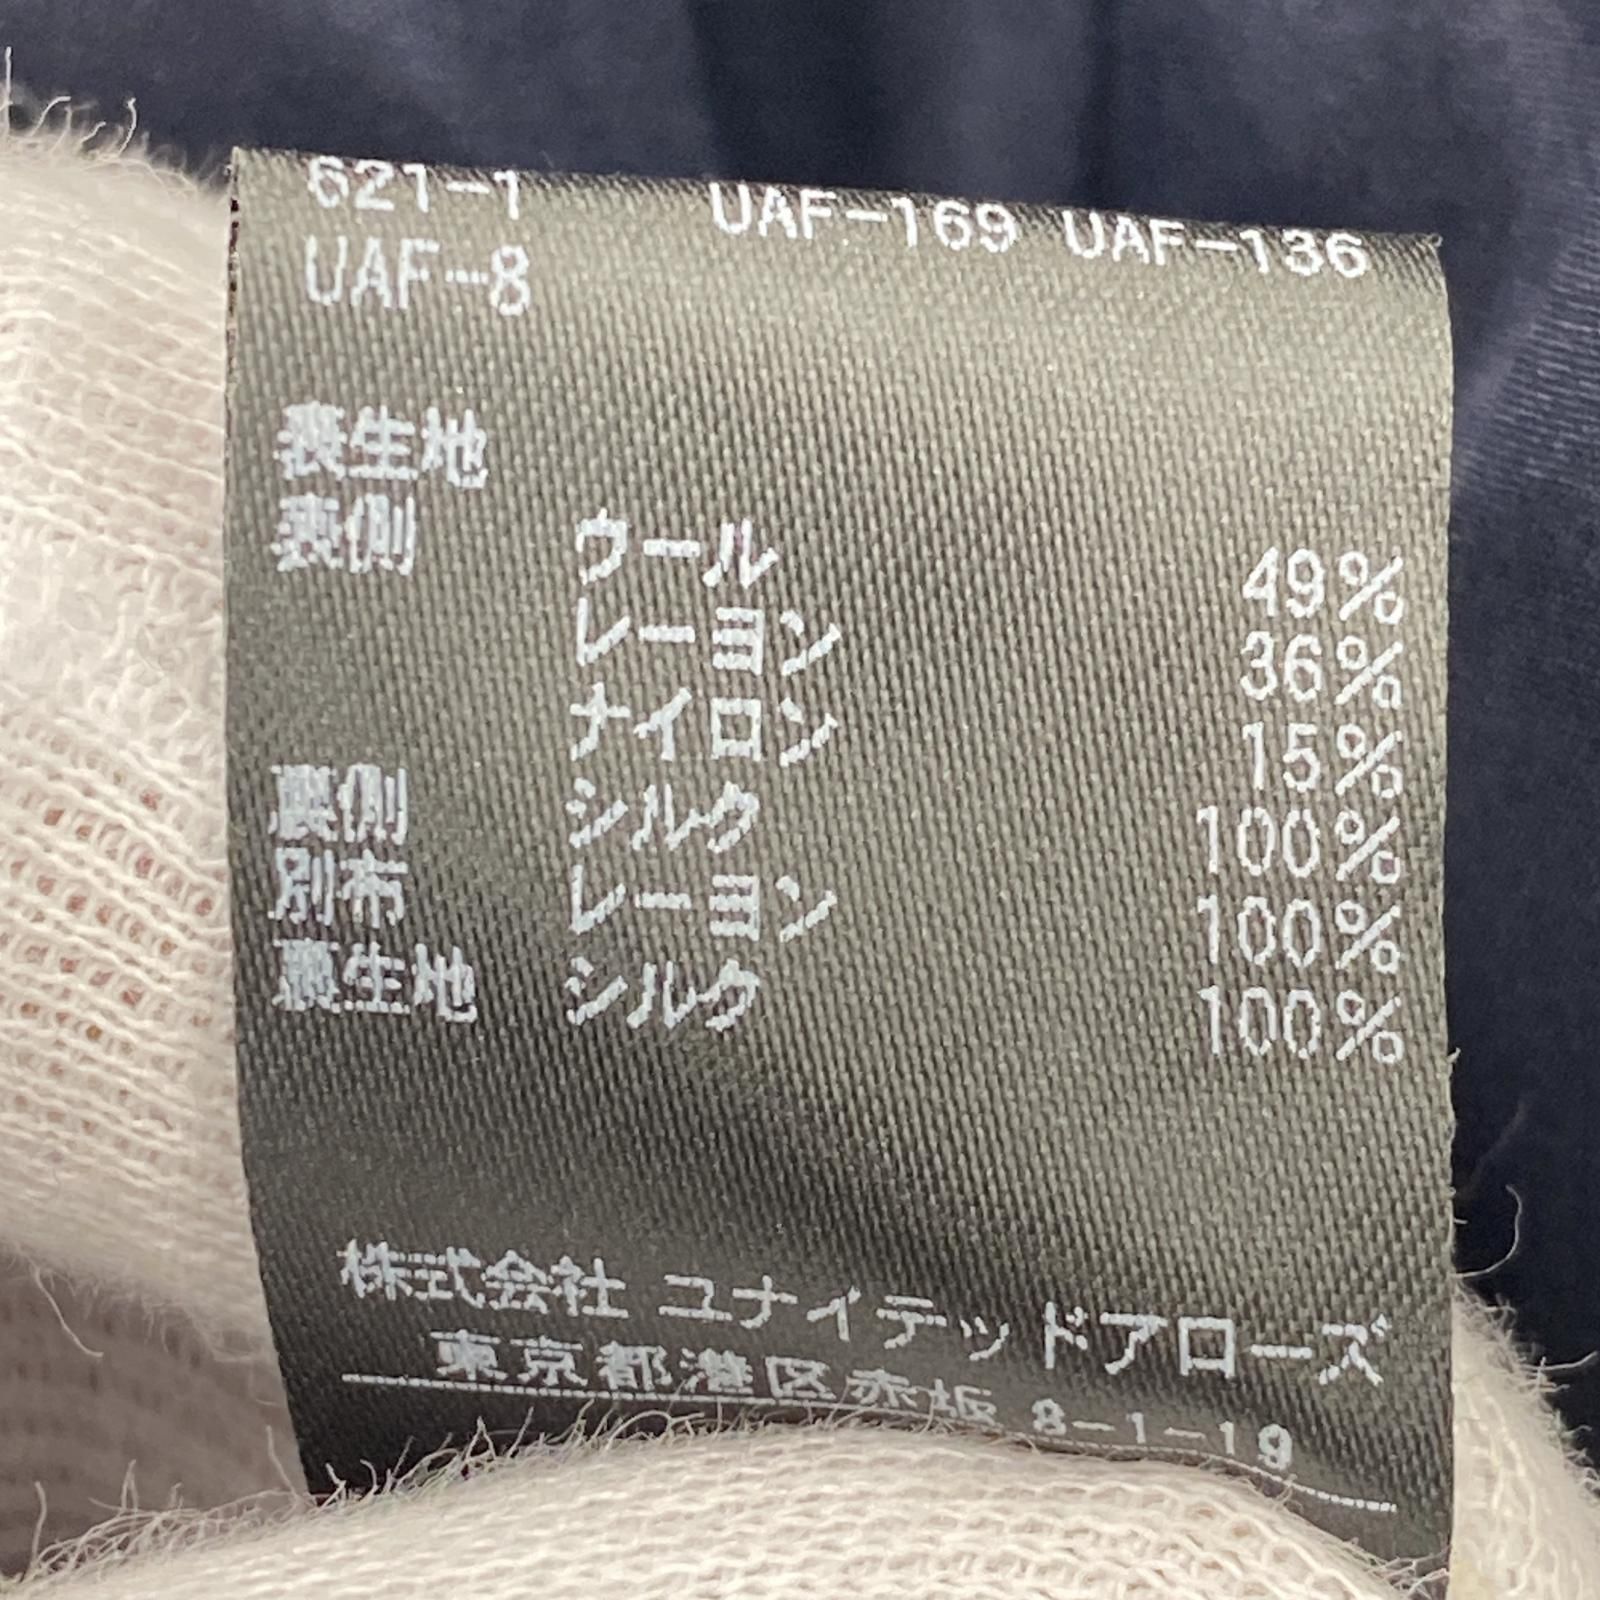 621-1 UAF-169 UAF-136
UAF-8
表生地
表側 ウール 49%
レーヨン 36%
ナイロン 15%
裏側 シルク 100%
別布 レーヨン 100%
裏生地 シルク 100%
株式会社 ユナイテッドアローズ
東京都港区赤坂 8-1-19